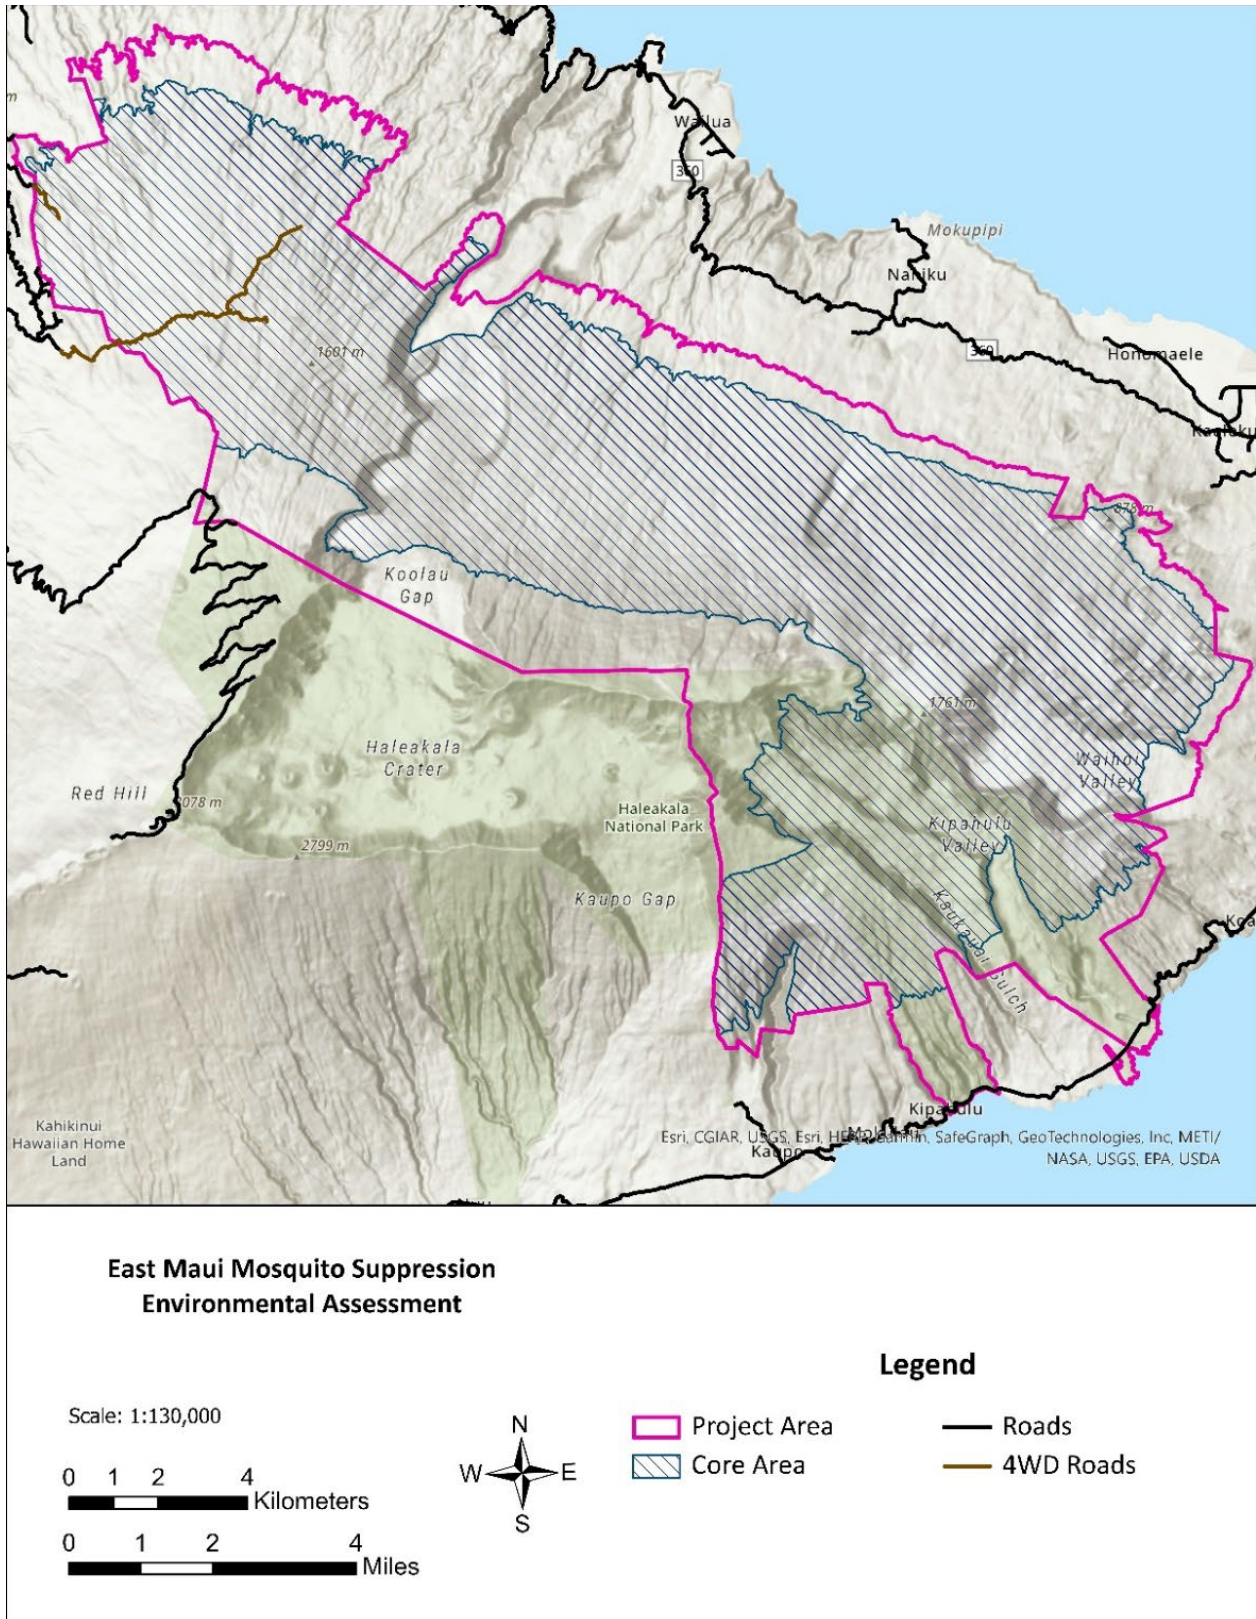 m
Wailua
360
Mokupipi
Nahiku
360
Honomaele
1601 m
Koolau
Gap
1761 m
Haleakala
Crater
Waihoi
Valley
Red Hill
078 m
Haleakala
National Park
Kipahulu
Valley
2799 m
Kaupo Gap
Gulch
Kahikinui
Hawaiian Home
Land
Kipahulu
Kaupo
Esri, CGIAR, USGS, Esri, HERE, Garmin, SafeGraph, GeoTechnologies, Inc, METI/
NASA, USGS, EPA, USDA
East Maui Mosquito Suppression
Environmental Assessment
Legend
Scale: 1:130,000
Project Area
Roads
Core Area
4WD Roads
N
W E
S
0 1 2 4
Kilometers
0 1 2 4
Miles